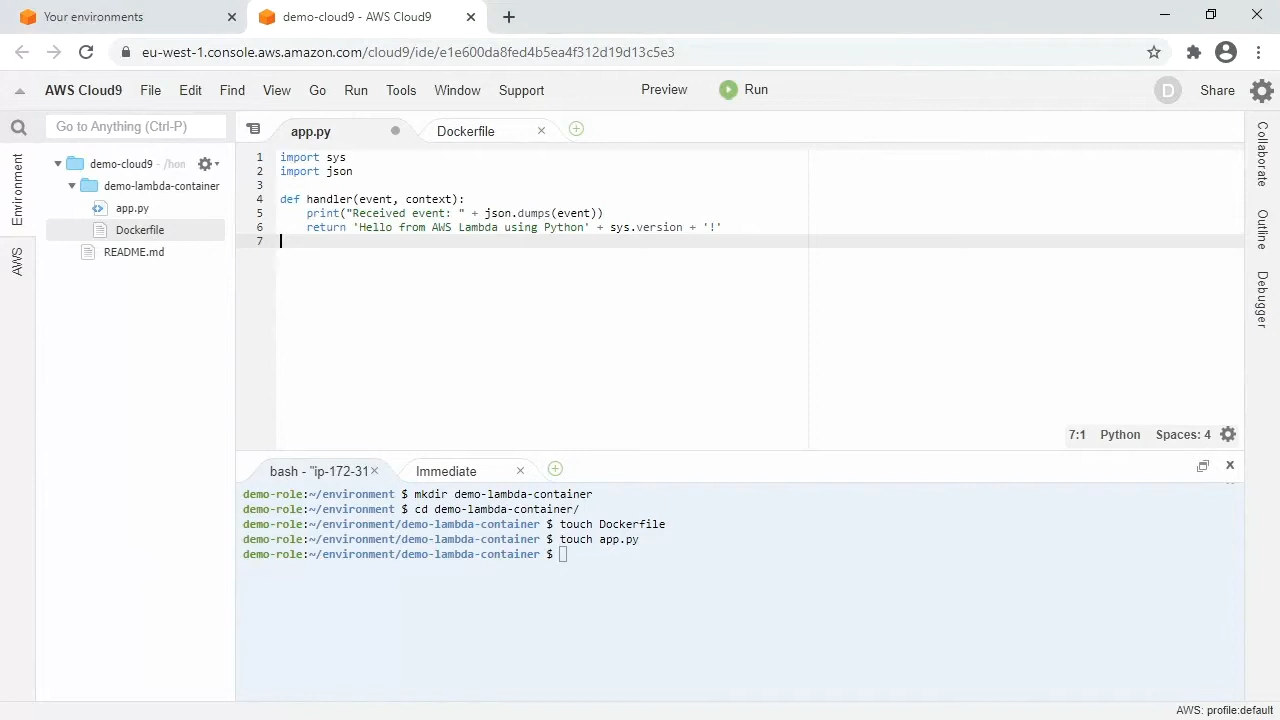 Your environments
demo-cloud9 - AWS Cloud9
eu-west-1.console.aws.amazon.com/cloud9/ide/e1e600da8fed4b5ea4f312d19d13c5e3
AWS Cloud9 File Edit Find View Go Run Tools Window Support Preview Run D Share
Go to Anything (Ctrl-P)
app.py Dockerfile
Environment
AWS
demo-cloud9 - /hon
demo-lambda-container
app.py
Dockerfile
README.md
1 import sys
2 import json
3
4 def handler(event, context):
5 print("Received event: " + json.dumps(event))
6 return 'Hello from AWS Lambda using Python' + sys.version + '!'
7
7:1 Python Spaces: 4
Collaborate
Outline
Debugger
bash - "ip-172-31 Immediate
demo-role:~/environment $ mkdir demo-lambda-container
demo-role:~/environment $ cd demo-lambda-container/
demo-role:~/environment/demo-lambda-container $ touch Dockerfile
demo-role:~/environment/demo-lambda-container $ touch app.py
demo-role:~/environment/demo-lambda-container $
AWS: profile:default